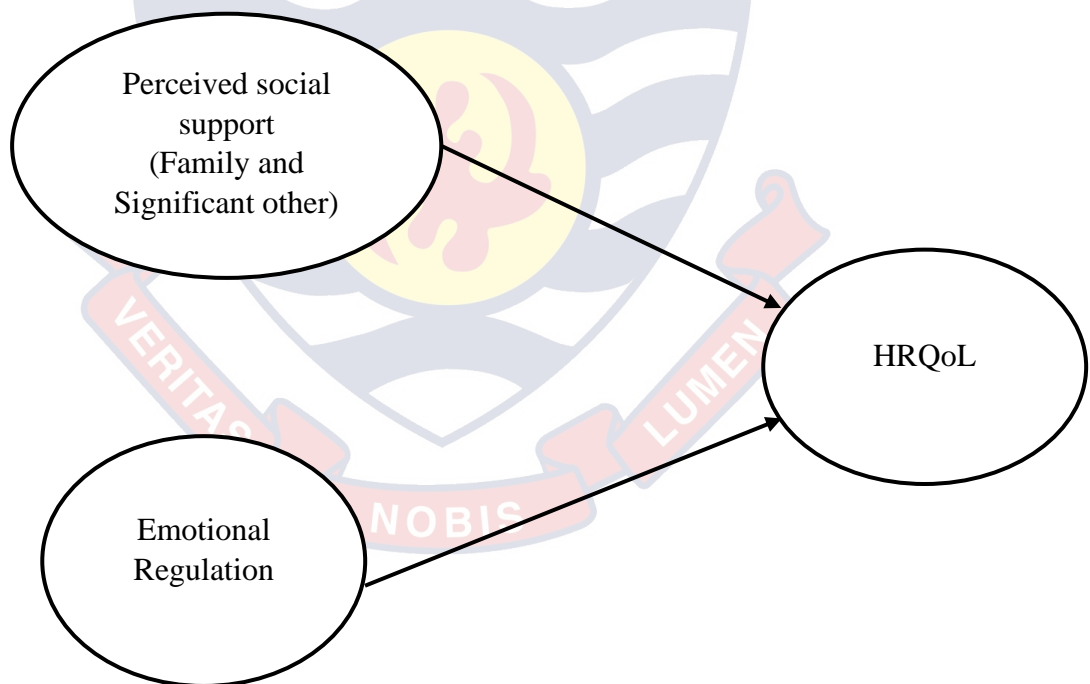 Perceived social
support
(Family and
Significant other)
HRQoL
Emotional
Regulation
VERITAS
NOBIS
LUMEN